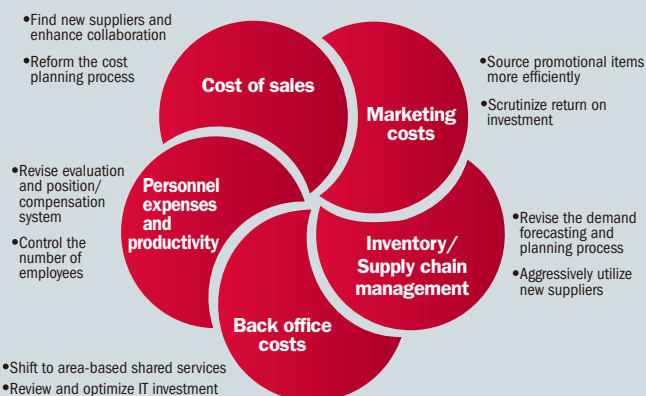 •Find new suppliers and
enhance collaboration
•Reform the cost
planning process
Cost of sales
Marketing
costs
•Source promotional items
more efficiently
•Scrutinize return on
investment
•Revise evaluation
and position/
compensation
system
•Control the
number of
employees
Personnel
expenses
and
productivity
Inventory/
Supply chain
management
•Revise the demand
forecasting and
planning process
•Aggressively utilize
new suppliers
Back office
costs
•Shift to area-based shared services
•Review and optimize IT investment